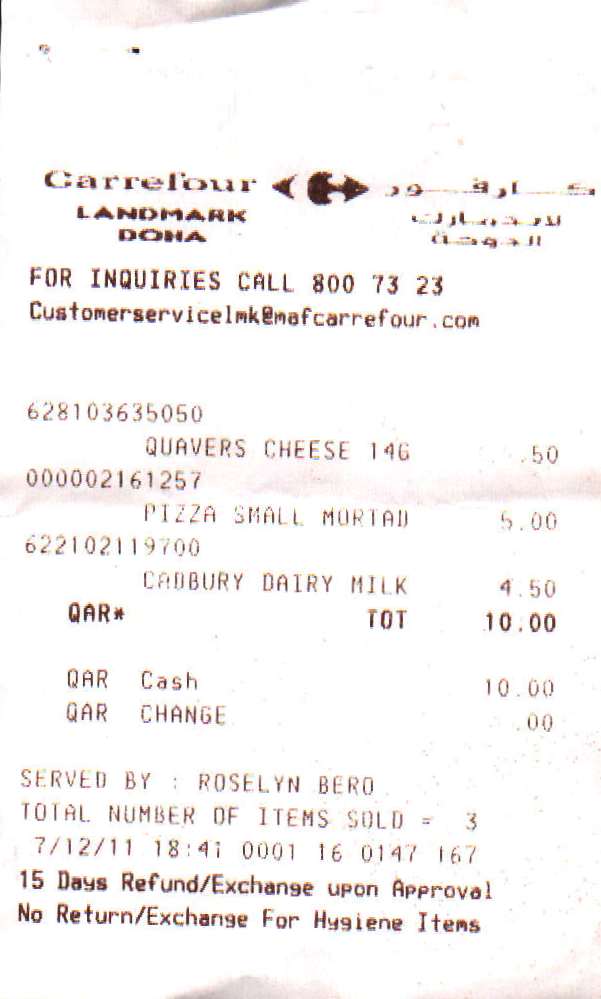 Carrefour كارفور
LANDMARK لاندمارك
DOHA الدوحة
FOR INQUIRIES CALL 800 73 23
Customerservicelmk@mafcarrefour.com
628103635050
QUAVERS CHEESE 14G .50
000002161257
PIZZA SMALL MORTAD 5.00
622102119700
CADBURY DAIRY MILK 4.50
QAR* TOT 10.00
QAR Cash 10.00
QAR CHANGE .00
SERVED BY : ROSELYN BERO
TOTAL NUMBER OF ITEMS SOLD = 3
7/12/11 18:41 0001 16 0147 167
15 Days Refund/Exchange upon Approval
No Return/Exchange For Hygiene Items